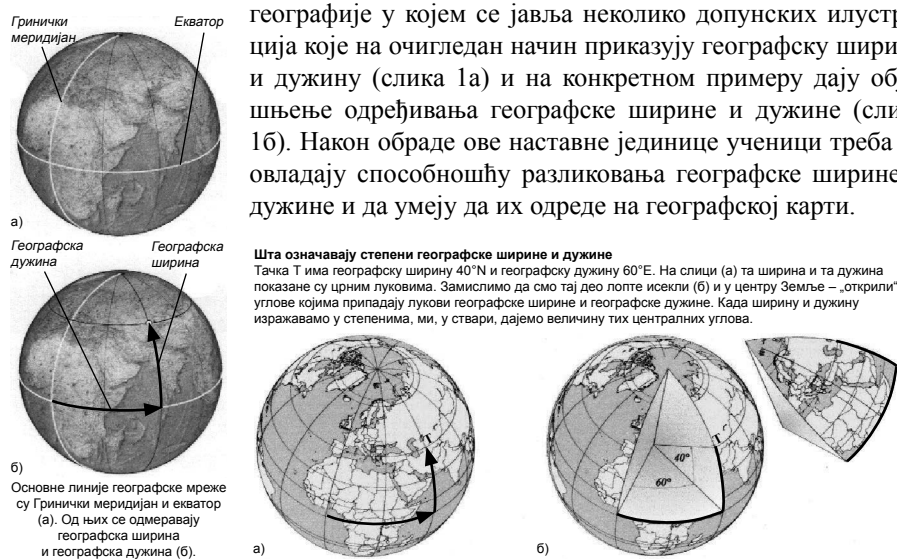 Гринички
меридијан
Екватор
а)
Географска
дужина
Географска
ширина
б)
Основне линије географске мреже
су Гринички меридијан и екватор
(а). Од њих се одмеравају
географска ширина
и географска дужина (б).
географије у којем се јавља неколико допунских илустр
ција које на очигледан начин приказују географску шири
и дужину (слика 1а) и на конкретном примеру дају об
шњење одређивања географске ширине и дужине (сли
1б). Након обраде ове наставне јединице ученици треба
овладају способношћу разликовања географске ширине
дужине и да умеју да их одреде на географској карти.
Шта означавају степени географске ширине и дужине
Тачка Т има географску ширину 40°N и географску дужину 60°E. На слици (а) та ширина и та дужина
показане су црним луковима. Замислимо да смо тај део лопте исекли (б) и у центру Земље – „открили“
углове којима припадају лукови географске ширине и географске дужине. Када ширину и дужину
изражавамо у степенима, ми, у ствари, дајемо величину тих централних углова.
Т
а)
Т
40°
60°
б)